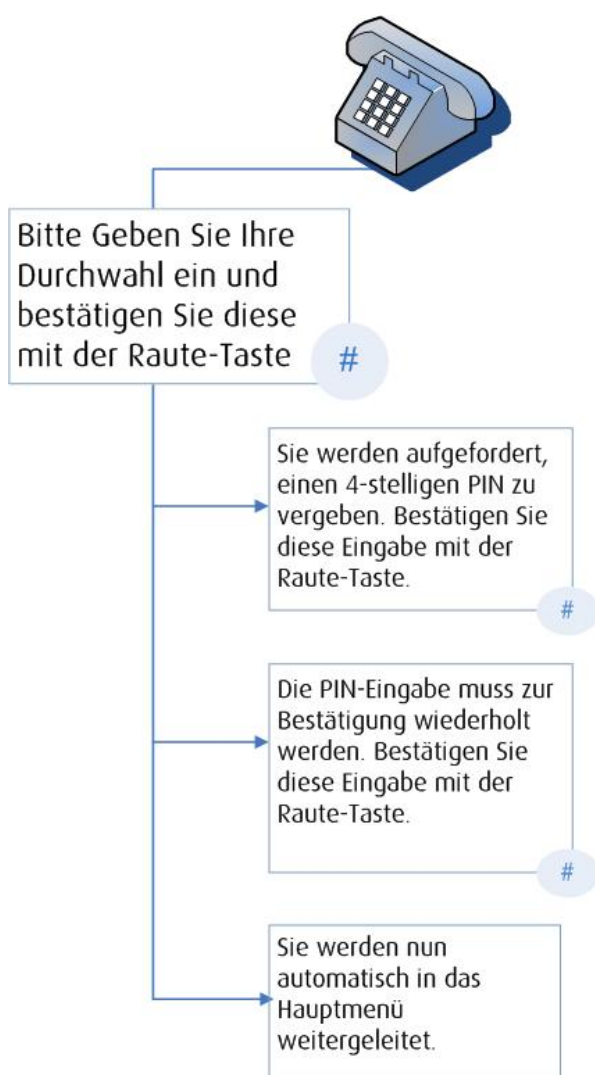 Bitte Geben Sie Ihre
Durchwahl ein und
bestätigen Sie diese
mit der Raute-Taste
#
Sie werden aufgefordert,
einen 4-stelligen PIN zu
vergeben. Bestätigen Sie
diese Eingabe mit der
Raute-Taste.
#
Die PIN-Eingabe muss zur
Bestätigung wiederholt
werden. Bestätigen Sie
diese Eingabe mit der
Raute-Taste.
#
Sie werden nun
automatisch in das
Hauptmenü
weitergeleitet.